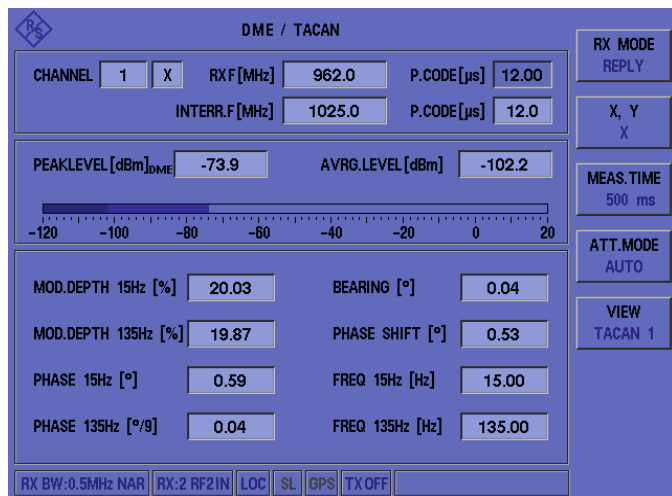 R&S
DME / TACAN
CHANNEL 1 X RXF[MHz] 962.0 P.CODE[µs] 12.00
INTERR.F[MHz] 1025.0 P.CODE[µs] 12.0
PEAKLEVEL[dBm]DME -73.9 AVRG.LEVEL[dBm] -102.2
-120 -100 -80 -60 -40 -20 0 20
MOD.DEPTH 15Hz [%] 20.03 BEARING [°] 0.04
MOD.DEPTH 135Hz [%] 19.87 PHASE SHIFT [°] 0.53
PHASE 15Hz [°] 0.59 FREQ 15Hz [Hz] 15.00
PHASE 135Hz [°/9] 0.04 FREQ 135Hz [Hz] 135.00
RX BW:0.5MHz NAR RX:2 RF2IN LOC SL GPS TX OFF
RX MODE
REPLY
X, Y
X
MEAS.TIME
500 ms
ATT.MODE
AUTO
VIEW
TACAN 1